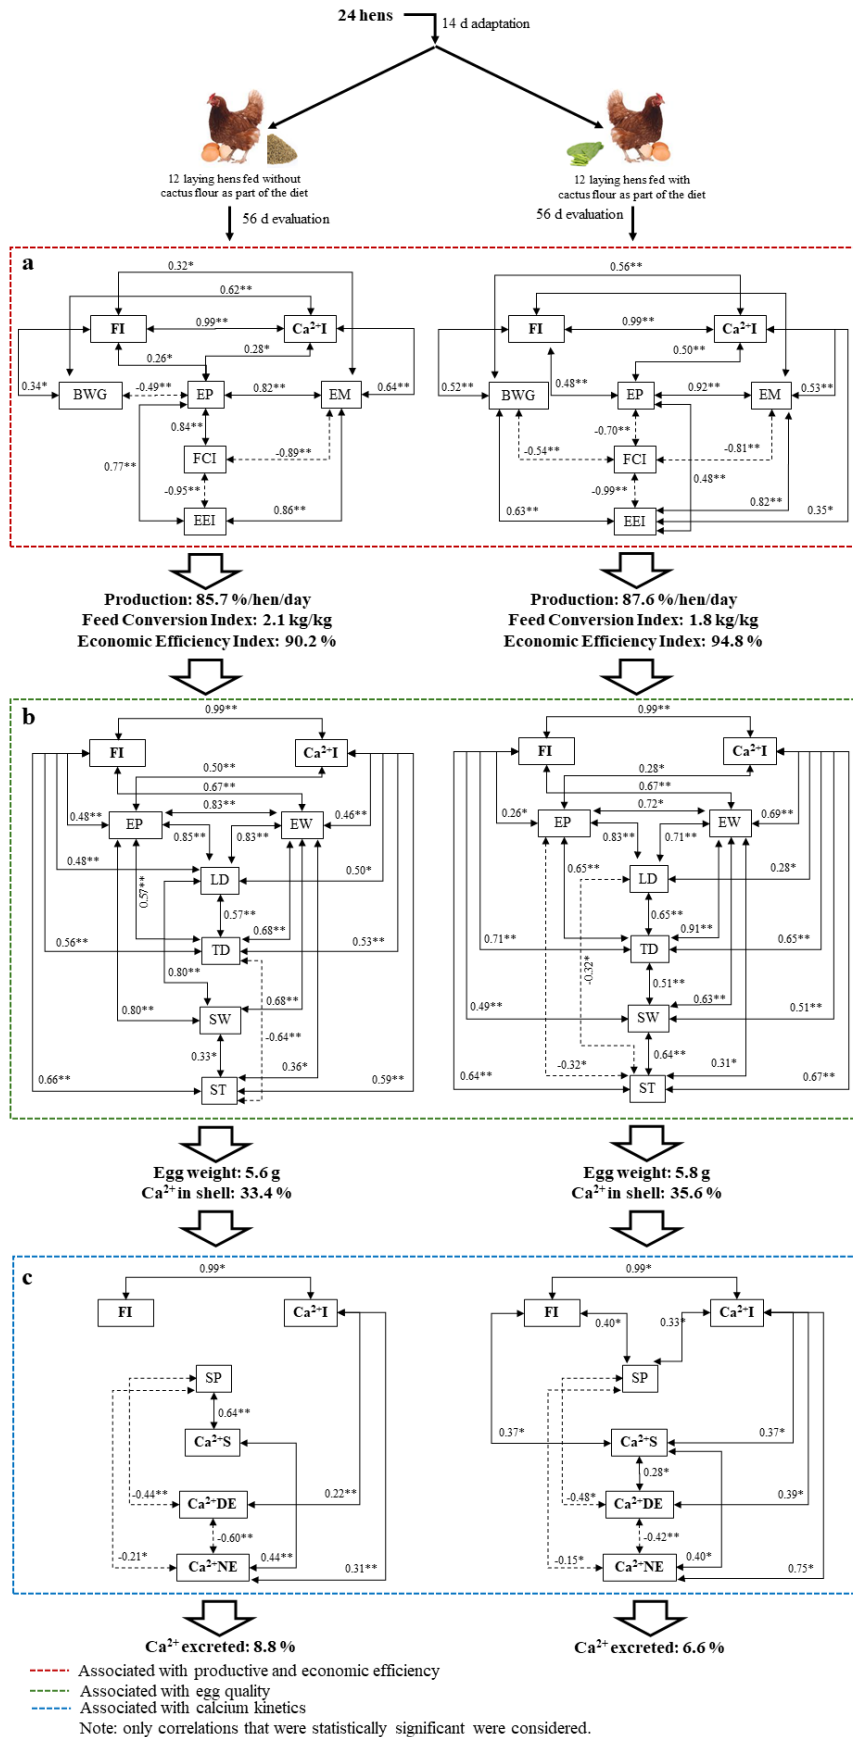 24 hens
14 d adaptation
12 laying hens fed without
cactus flour as part of the diet
12 laying hens fed with
cactus flour as part of the diet
56 d evaluation
56 d evaluation
a
0.32*
0.62**
FI
0.99**
Ca²⁺I
0.28*
0.26*
0.34*
BWG
-0.49**
EP
0.82**
EM
0.64**
0.84**
FCI
-0.89**
0.77**
-0.95**
EEI
0.86**
0.56**
FI
0.99**
Ca²⁺I
0.50**
0.52**
BWG
0.48**
EP
0.92**
EM
0.53**
-0.70**
-0.54**
FCI
-0.81**
0.48**
-0.99**
0.63**
EEI
0.82**
0.35*
Production: 85.7 %/hen/day
Feed Conversion Index: 2.1 kg/kg
Economic Efficiency Index: 90.2 %
Production: 87.6 %/hen/day
Feed Conversion Index: 1.8 kg/kg
Economic Efficiency Index: 94.8 %
b
0.99**
FI
Ca²⁺I
0.50**
0.67**
0.83**
0.48**
EP
EW
0.46**
0.85**
0.83**
0.48**
LD
0.50*
0.57**
0.57**
0.68**
0.56**
TD
0.53**
0.80**
0.68**
0.80**
SW
-0.64**
0.33*
0.36*
0.66**
ST
0.59**
0.99**
FI
Ca²⁺I
0.28*
0.67**
0.72*
0.26*
EP
EW
0.69**
0.83**
0.71**
0.65**
LD
0.28*
0.65**
0.91**
0.71**
TD
0.65**
-0.32*
0.51**
0.63**
0.49**
SW
0.51**
0.64**
-0.32*
0.31*
0.64**
ST
0.67**
Egg weight: 5.6 g
Ca²⁺ in shell: 33.4 %
Egg weight: 5.8 g
Ca²⁺ in shell: 35.6 %
c
0.99*
FI
Ca²⁺I
SP
0.64**
Ca²⁺S
-0.44**
0.22**
Ca²⁺DE
-0.60**
-0.21*
0.44**
Ca²⁺NE
0.31**
0.99*
FI
Ca²⁺I
0.40*
0.33*
SP
0.37*
0.37*
Ca²⁺S
0.28*
-0.48*
0.39*
Ca²⁺DE
-0.42**
-0.15*
0.40*
Ca²⁺NE
0.75*
Ca²⁺ excreted: 8.8 %
Ca²⁺ excreted: 6.6 %
Associated with productive and economic efficiency
Associated with egg quality
Associated with calcium kinetics
Note: only correlations that were statistically significant were considered.